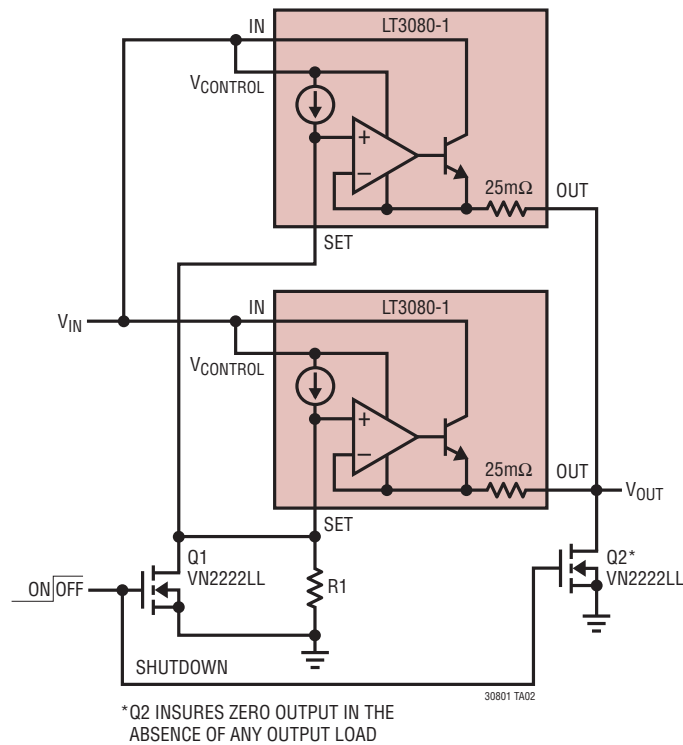 IN
LT3080-1
VCONTROL
+
–
25mΩ
OUT
SET
VIN
IN
LT3080-1
VCONTROL
+
–
25mΩ
OUT
VOUT
SET
Q1
VN2222LL
R1
Q2*
VN2222LL
ON OFF
SHUTDOWN
30801 TA02
*Q2 INSURES ZERO OUTPUT IN THE
ABSENCE OF ANY OUTPUT LOAD